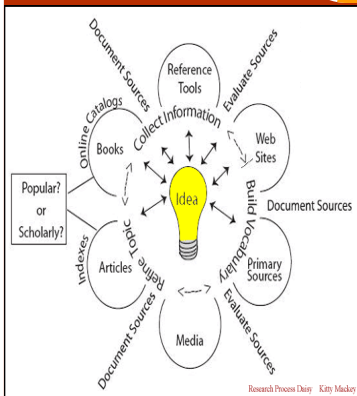 Document Sources
Evaluate Sources
Reference
Tools
Online Catalogs
Collect Information
Books
Web
Sites
Popular?
or
Scholarly?
Idea
Build Vocabulary
Document Sources
Indexes
Articles
Refine Topic
Primary
Sources
Document Sources
Media
Evaluate Sources
Research Process Daisy Kitty Mackey